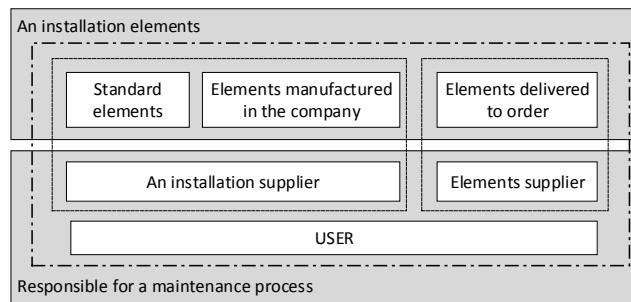 An installation elements
Standard
elements
Elements manufactured
in the company
Elements delivered
to order
An installation supplier
Elements supplier
USER
Responsible for a maintenance process